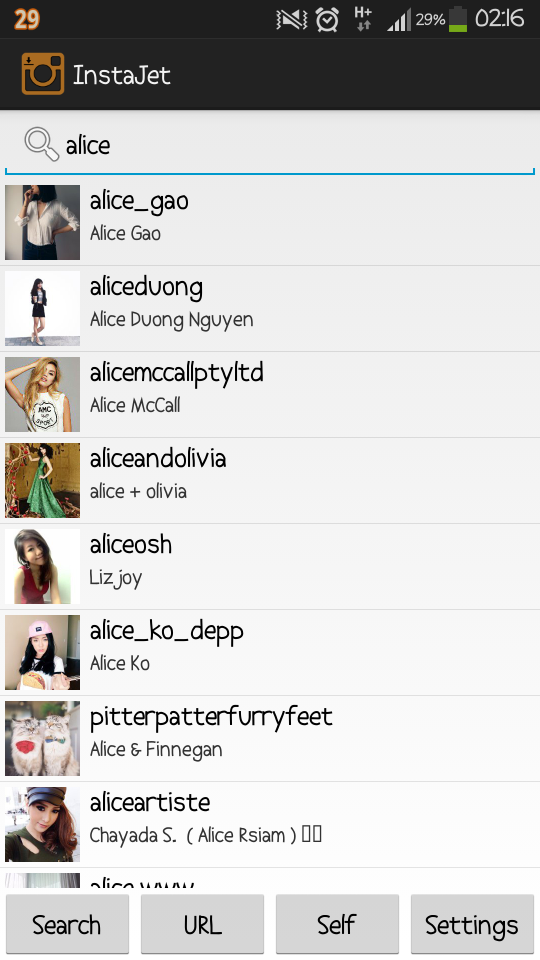 29
H+
29%
02:16
InstaJet
alice
alice_gao
Alice Gao
aliceduong
Alice Duong Nguyen
alicemccallptyltd
Alice McCall
AMC
SPORT
aliceandolivia
alice + olivia
aliceosh
Liz joy
alice_ko_depp
Alice Ko
pitterpatterfurryfeet
Alice & Finnegan
aliceartiste
Chayada S. ( Alice Rsiam )
alice.www
Search
URL
Self
Settings